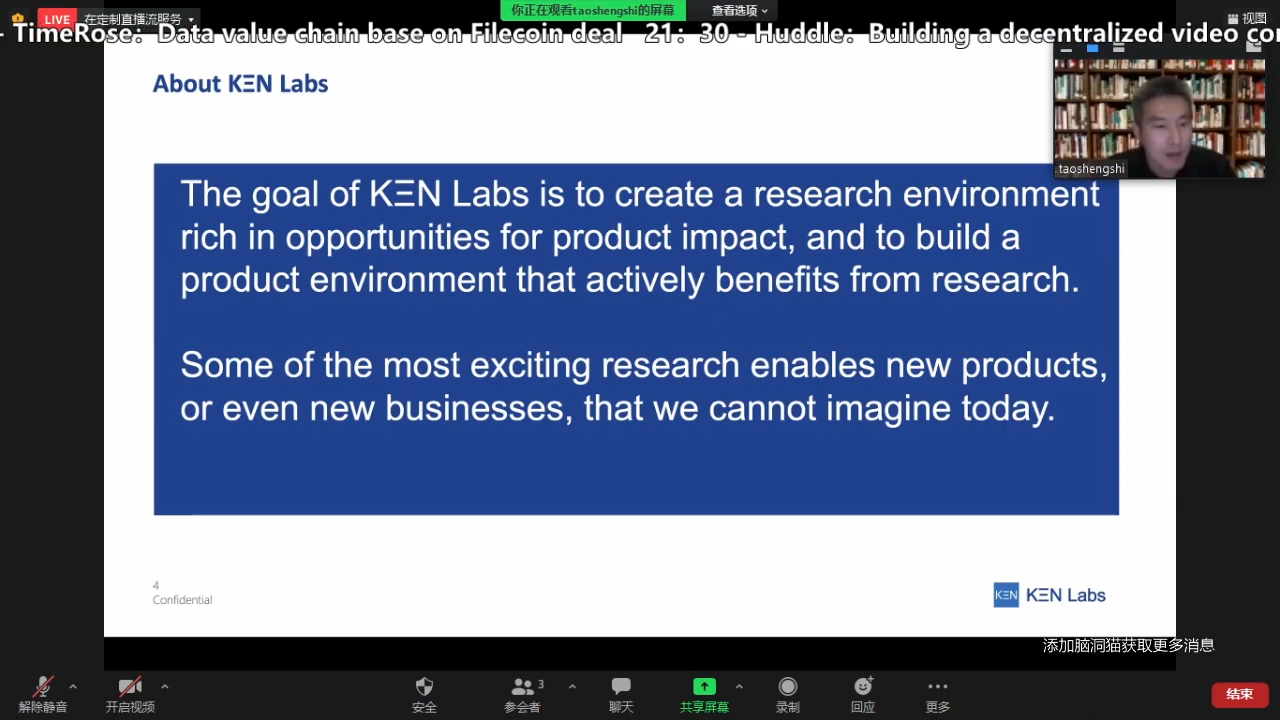 LIVE 在定制直播流服务
你正在观看taoshengshi的屏幕 查看选项
视图
- TimeRose：Data value chain base on Filecoin deal 21：30 - Huddle：Building a decentralized video con
About KΞN Labs
taoshengshi
The goal of KΞN Labs is to create a research environment
rich in opportunities for product impact, and to build a
product environment that actively benefits from research.
Some of the most exciting research enables new products,
or even new businesses, that we cannot imagine today.
4
Confidential
KΞN KΞN Labs
添加脑洞猫获取更多消息
解除静音
开启视频
安全
3
参会者
聊天
共享屏幕
录制
回应
更多
结束